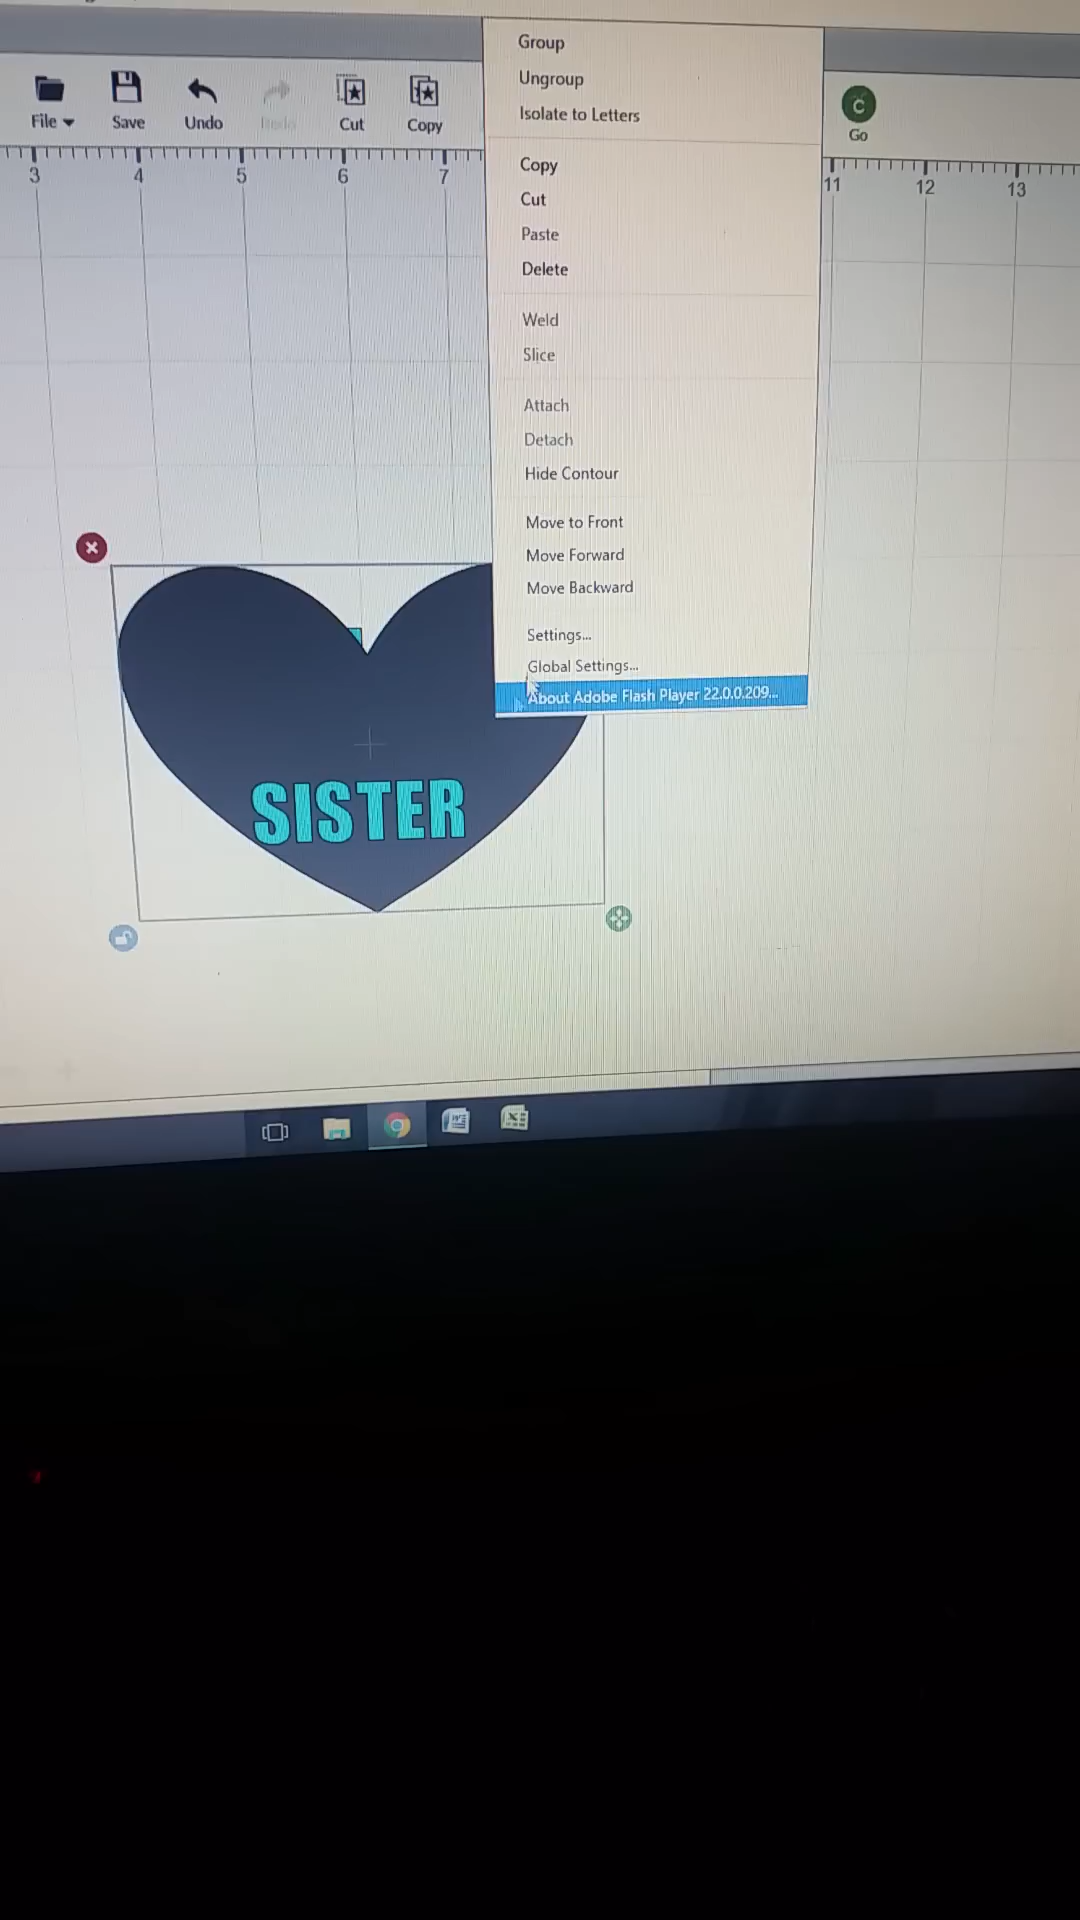 Group
Ungroup
Isolate to Letters
File Save Undo Redo Cut Copy
C
Go
3 4 5 6 7 11 12 13
Copy
Cut
Paste
Delete
Weld
Slice
Attach
Detach
Hide Contour
Move to Front
Move Forward
Move Backward
Settings...
Global Settings...
About Adobe Flash Player 22.0.0.209...
SISTER